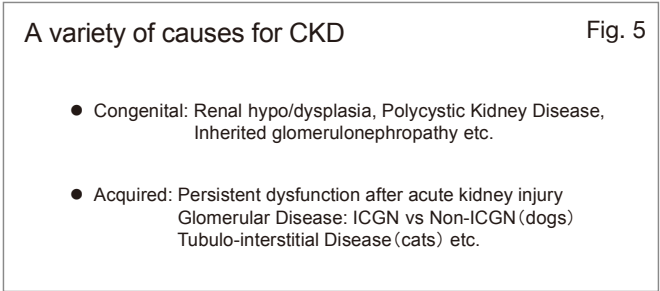 A variety of causes for CKD
Fig. 5
● Congenital: Renal hypo/dysplasia, Polycystic Kidney Disease,
Inherited glomerulonephropathy etc.
● Acquired: Persistent dysfunction after acute kidney injury
Glomerular Disease: ICGN vs Non-ICGN（dogs）
Tubulo-interstitial Disease（cats） etc.